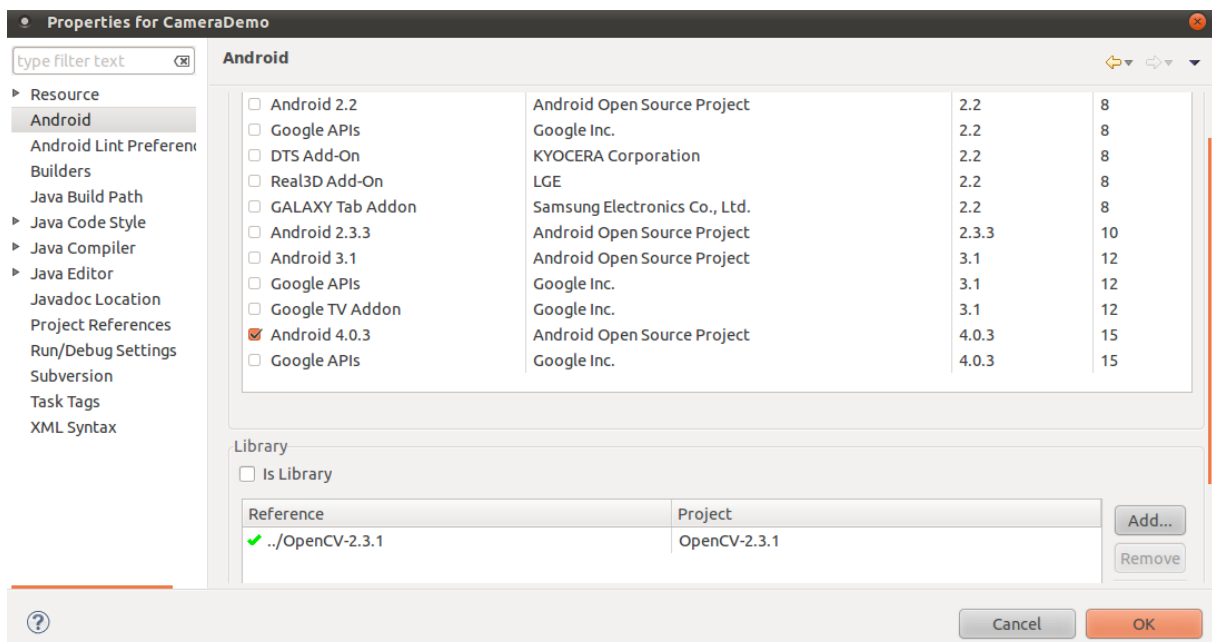 Properties for CameraDemo
type filter text
Resource
Android
Android Lint Preferen
Builders
Java Build Path
Java Code Style
Java Compiler
Java Editor
Javadoc Location
Project References
Run/Debug Settings
Subversion
Task Tags
XML Syntax
Android
Android 2.2 Android Open Source Project 2.2 8
Google APIs Google Inc. 2.2 8
DTS Add-On KYOCERA Corporation 2.2 8
Real3D Add-On LGE 2.2 8
GALAXY Tab Addon Samsung Electronics Co., Ltd. 2.2 8
Android 2.3.3 Android Open Source Project 2.3.3 10
Android 3.1 Android Open Source Project 3.1 12
Google APIs Google Inc. 3.1 12
Google TV Addon Google Inc. 3.1 12
Android 4.0.3 Android Open Source Project 4.0.3 15
Google APIs Google Inc. 4.0.3 15
Library
Is Library
Reference Project
../OpenCV-2.3.1 OpenCV-2.3.1
Add...
Remove
?
Cancel OK